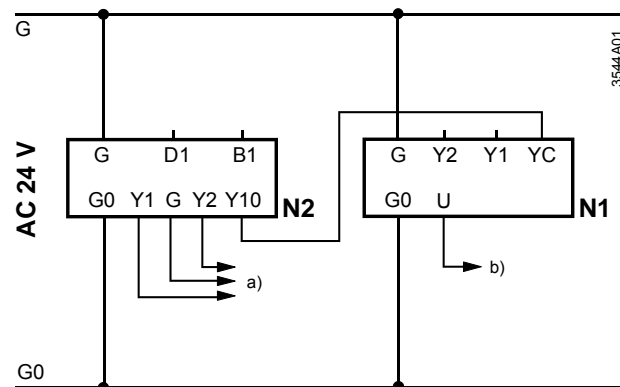 G
3544A01
AC 24 V
G D1 B1
G0 Y1 G Y2 Y10
N2
G Y2 Y1 YC
G0 U
N1
a)
b)
G0